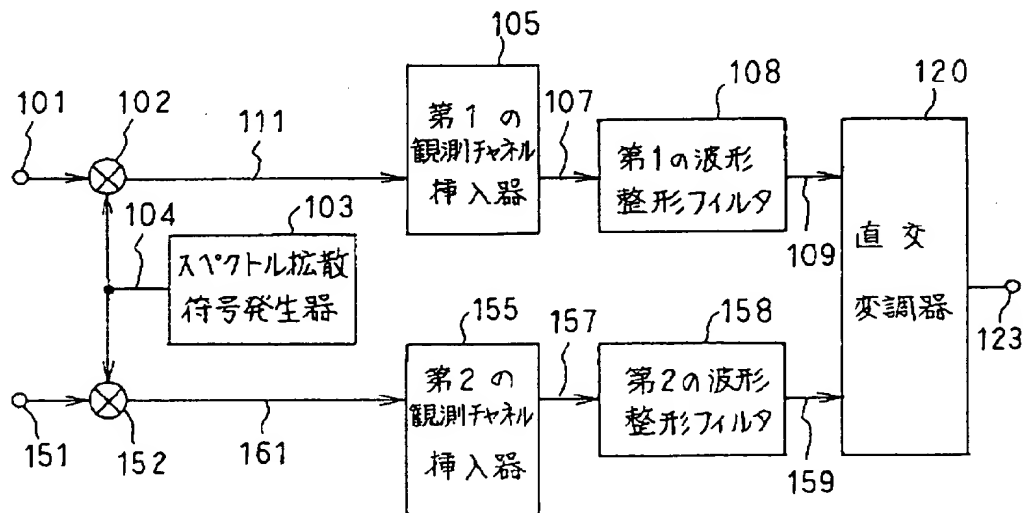 105
101
102
111
第1の
観測チャネル
挿入器
107
108
第1の波形
整形フィルタ
109
120
直交
変調器
123
104
103
スペクトル拡散
符号発生器
155
157
158
151
152
161
第2の
観測チャネル
挿入器
第2の波形
整形フィルタ
159